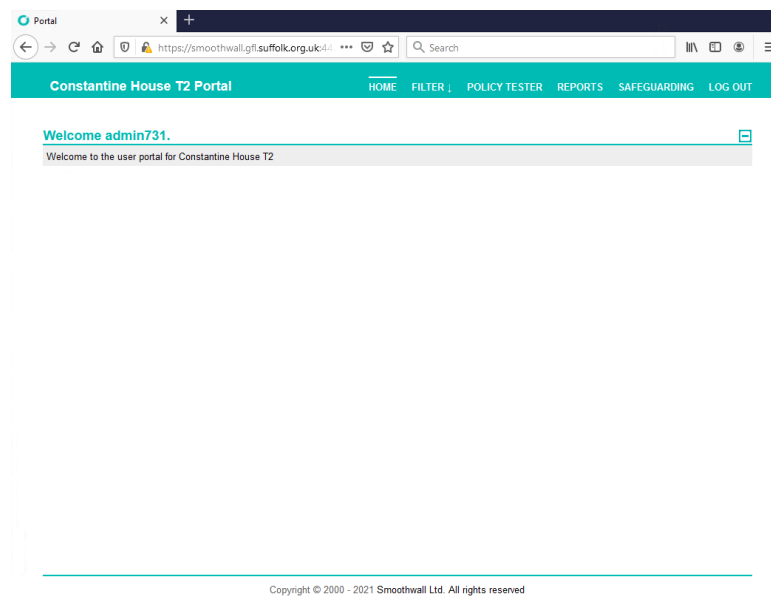 Portal
https://smoothwall.gfl.suffolk.org.uk:44
Search
Constantine House T2 Portal
HOME FILTER ↓ POLICY TESTER REPORTS SAFEGUARDING LOG OUT
Welcome admin731.
Welcome to the user portal for Constantine House T2
Copyright © 2000 - 2021 Smoothwall Ltd. All rights reserved